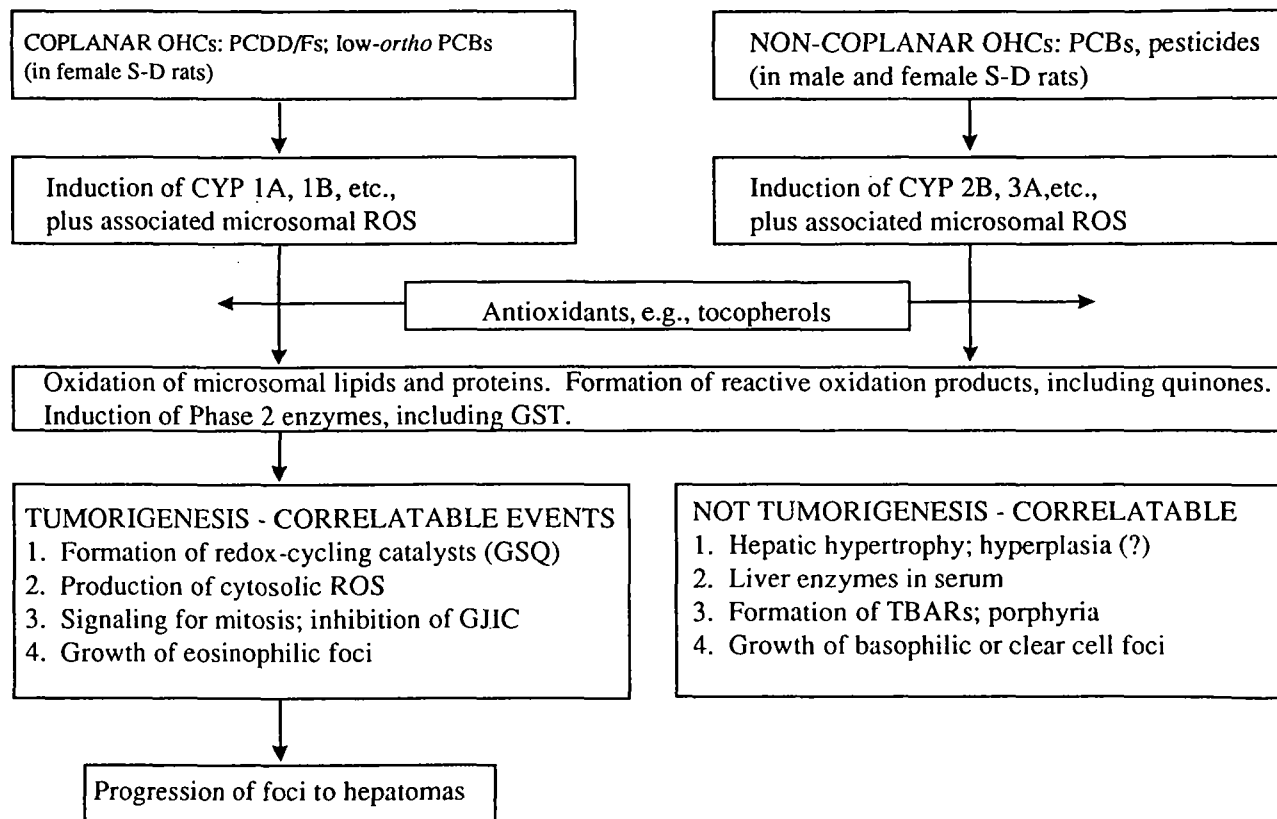 COPLANAR OHCs: PCDD/Fs; low-ortho PCBs
(in female S-D rats)
NON-COPLANAR OHCs: PCBs, pesticides
(in male and female S-D rats)
Induction of CYP 1A, 1B, etc.,
plus associated microsomal ROS
Induction of CYP 2B, 3A,etc.,
plus associated microsomal ROS
Antioxidants, e.g., tocopherols
Oxidation of microsomal lipids and proteins. Formation of reactive oxidation products, including quinones.
Induction of Phase 2 enzymes, including GST.
TUMORIGENESIS - CORRELATABLE EVENTS
1. Formation of redox-cycling catalysts (GSQ)
2. Production of cytosolic ROS
3. Signaling for mitosis; inhibition of GJIC
4. Growth of eosinophilic foci
NOT TUMORIGENESIS - CORRELATABLE
1. Hepatic hypertrophy; hyperplasia (?)
2. Liver enzymes in serum
3. Formation of TBARs; porphyria
4. Growth of basophilic or clear cell foci
Progression of foci to hepatomas